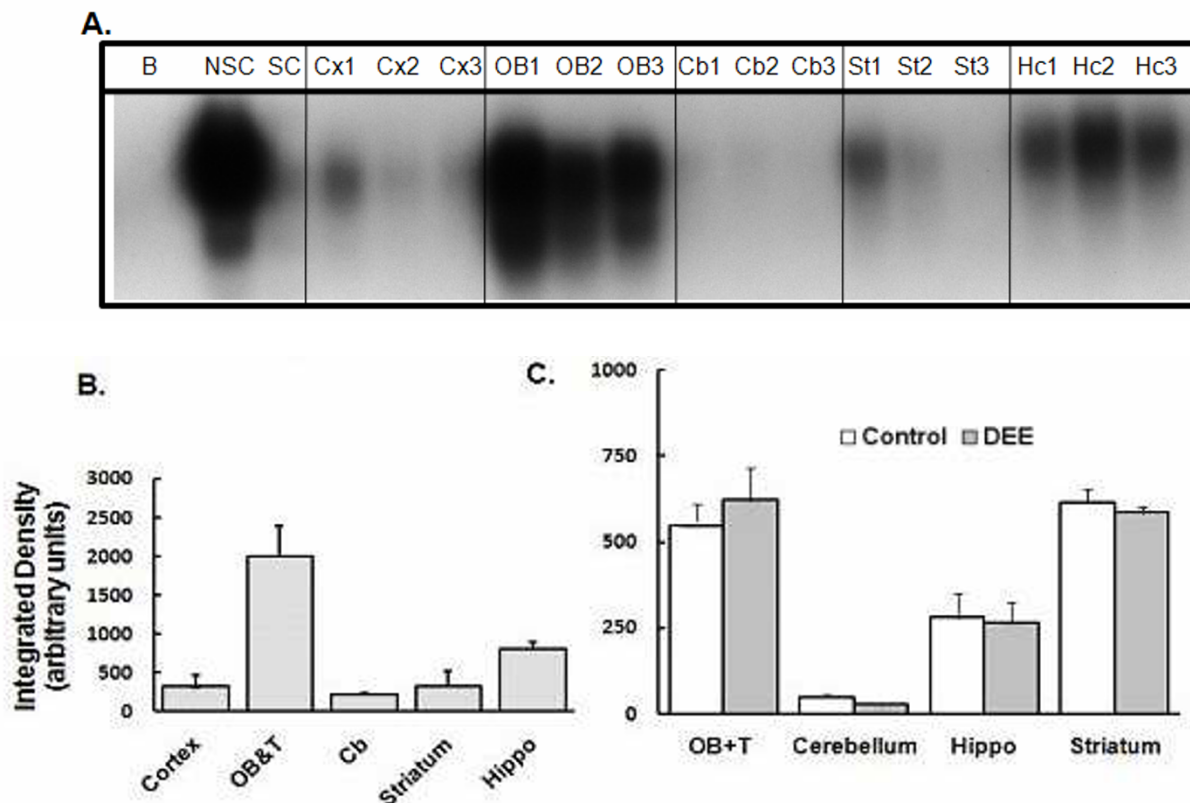 A.
B NSC SC Cx1 Cx2 Cx3 OB1 OB2 OB3 Cb1 Cb2 Cb3 St1 St2 St3 Hc1 Hc2 Hc3
B.
Integrated Density
(arbitrary units)
3000
2500
2000
1500
1000
500
0
Cortex OB&T Cb Striatum Hippo
C.
1000
750
500
250
0
Control DEE
OB+T Cerebellum Hippo Striatum